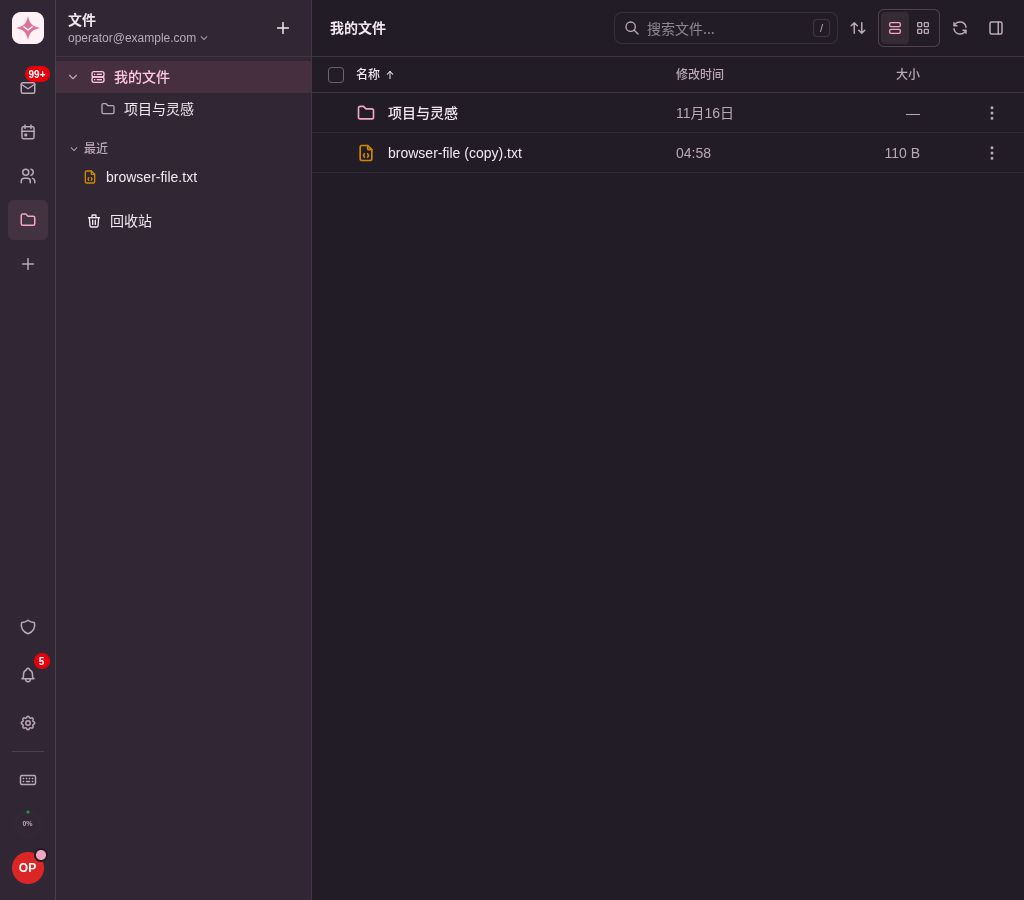 99+
文件
operator@example.com
我的文件
项目与灵感
最近
browser-file.txt
回收站
5
0%
OP
我的文件
搜索文件...
/
名称
修改时间
大小
项目与灵感
11月16日
—
browser-file (copy).txt
04:58
110 B